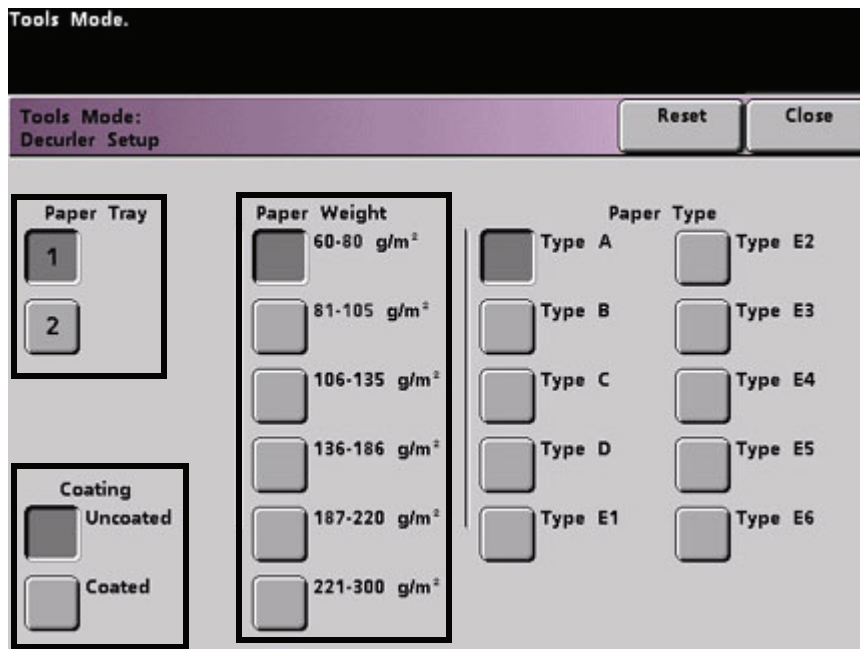 Tools Mode.
Tools Mode:
Decurler Setup
Reset
Close
Paper Tray
1
2
Coating
Uncoated
Coated
Paper Weight
60-80 g/m²
81-105 g/m²
106-135 g/m²
136-186 g/m²
187-220 g/m²
221-300 g/m²
Paper Type
Type A
Type B
Type C
Type D
Type E1
Type E2
Type E3
Type E4
Type E5
Type E6